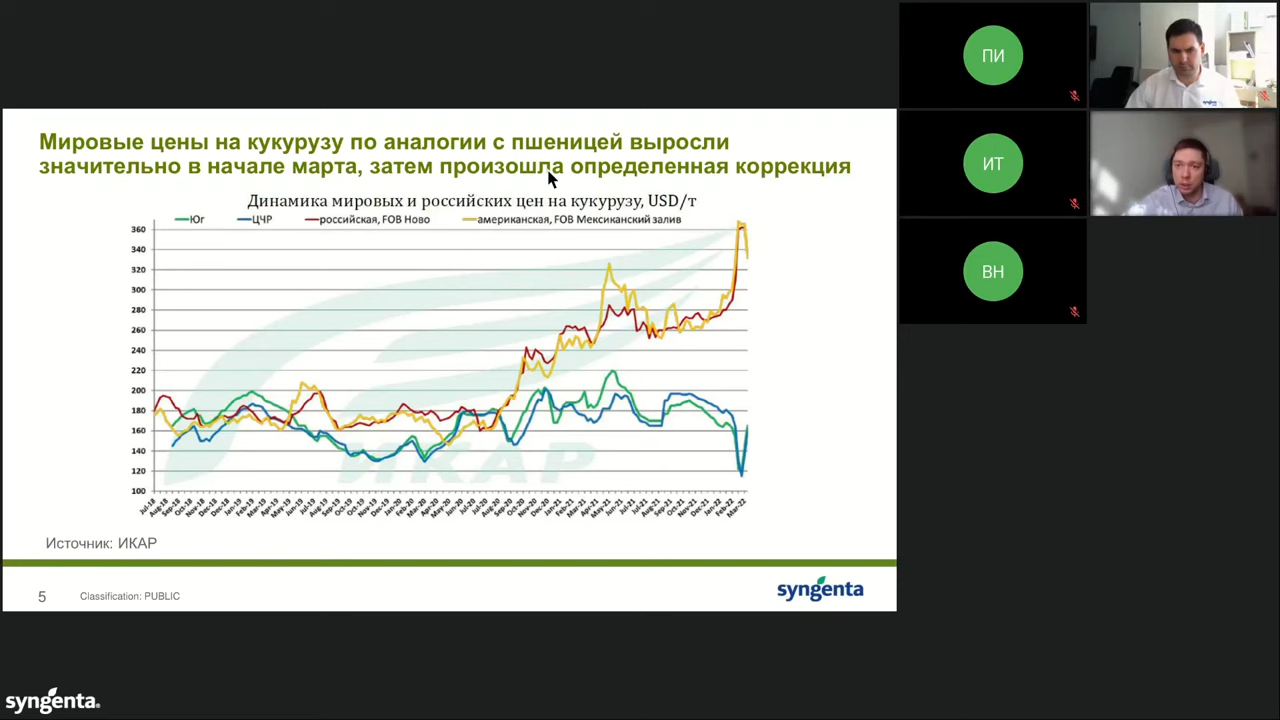 Мировые цены на кукурузу по аналогии с пшеницей выросли
значительно в начале марта, затем произошла определенная коррекция
Динамика мировых и российских цен на кукурузу, USD/т
Юг ЦЧР российская, FOB Ново американская, FOB Мексиканский залив
360
340
320
300
280
260
240
220
200
180
160
140
120
100
ИКАР
Источник: ИКАР
5 Classification: PUBLIC
syngenta
syngenta.
ПИ
ИТ
ВН